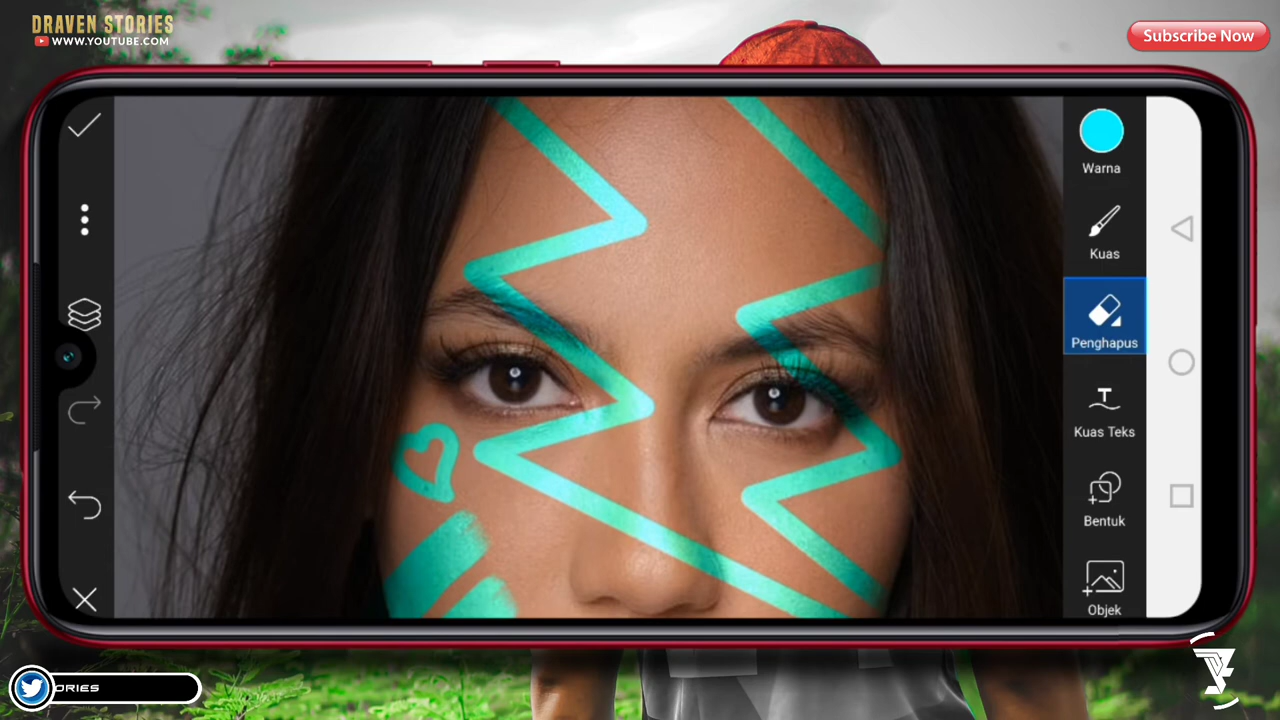 DRAVEN STORIES
WWW.YOUTUBE.COM
Subscribe Now
Warna
Kuas
Penghapus
Kuas Teks
Bentuk
Objek
ORIES